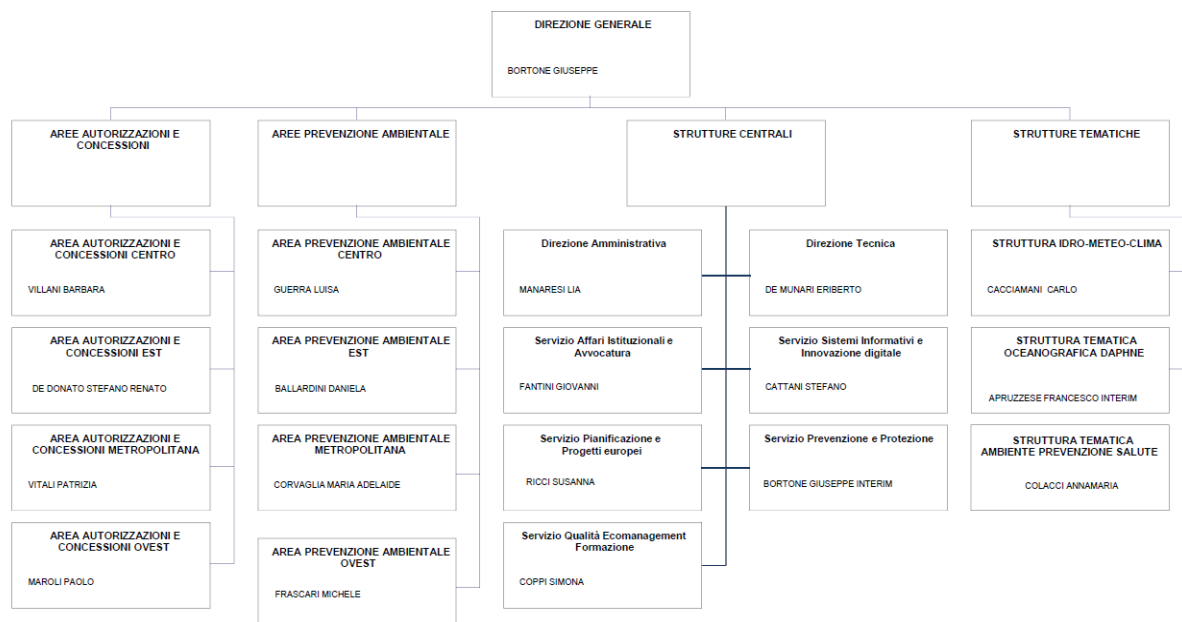 DIREZIONE GENERALE
BORTONE GIUSEPPE
AREE AUTORIZZAZIONI E
CONCESSIONI
AREE PREVENZIONE AMBIENTALE
STRUTTURE CENTRALI
STRUTTURE TEMATICHE
AREA AUTORIZZAZIONI E
CONCESSIONI CENTRO
VILLANI BARBARA
AREA PREVENZIONE AMBIENTALE
CENTRO
GUERRA LUISA
Direzione Amministrativa
MANARESI LIA
Direzione Tecnica
DE MUNARI ERIBERTO
STRUTTURA IDRO-METEO-CLIMA
CACCIAMANI CARLO
AREA AUTORIZZAZIONI E
CONCESSIONI EST
DE DONATO STEFANO RENATO
AREA PREVENZIONE AMBIENTALE
EST
BALLARDINI DANIELA
Servizio Affari Istituzionali e
Avvocatura
FANTINI GIOVANNI
Servizio Sistemi Informativi e
Innovazione digitale
CATTANI STEFANO
STRUTTURA TEMATICA
OCEANOGRAFICA DAPHNE
APRUZZESE FRANCESCO INTERIM
AREA AUTORIZZAZIONI E
CONCESSIONI METROPOLITANA
VITALI PATRIZIA
AREA PREVENZIONE AMBIENTALE
METROPOLITANA
CORVAGLIA MARIA ADELAIDE
Servizio Pianificazione e
Progetti europei
RICCI SUSANNA
Servizio Prevenzione e Protezione
BORTONE GIUSEPPE INTERIM
STRUTTURA TEMATICA
AMBIENTE PREVENZIONE SALUTE
COLACCI ANNAMARIA
AREA AUTORIZZAZIONI E
CONCESSIONI OVEST
MAROLI PAOLO
AREA PREVENZIONE AMBIENTALE
OVEST
FRASCARI MICHELE
Servizio Qualità Ecomanagement
Formazione
COPPI SIMONA